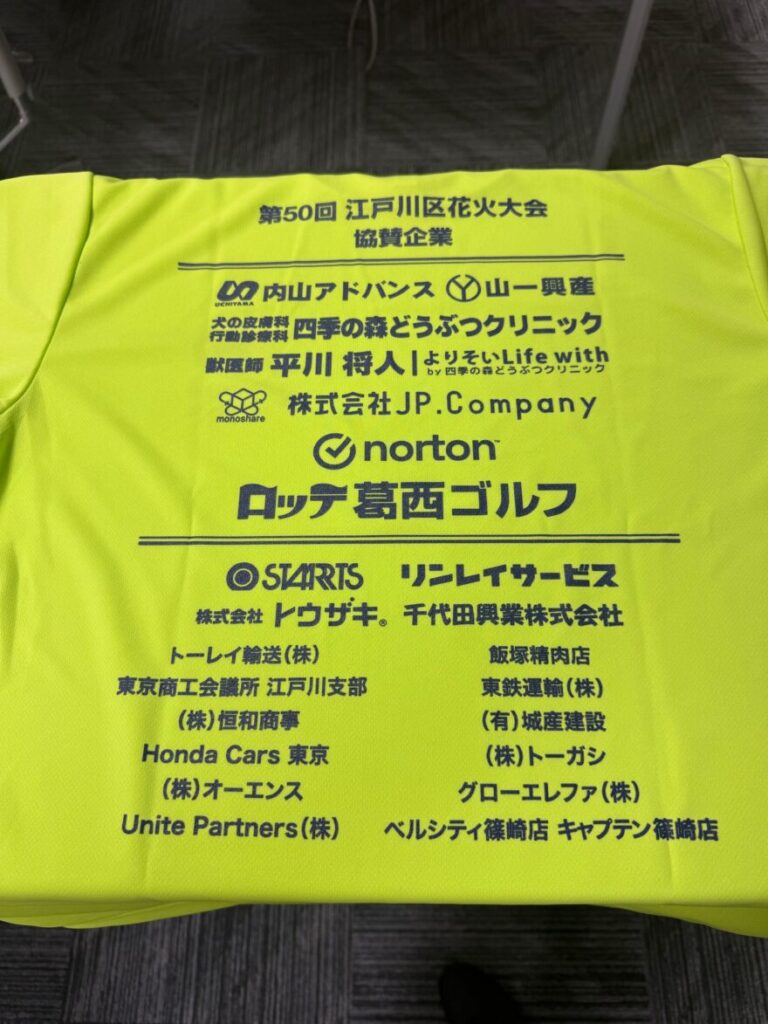 第50回 江戸川区花火大会
協賛企業
UCHIYAMA 内山アドバンス 山一興産
犬の皮膚科 行動診療科 四季の森どうぶつクリニック
獣医師 平川 将人 よりそいLife with by 四季の森どうぶつクリニック
monoshare 株式会社JP.Company
norton™
ロッテ葛西ゴルフ
STARTS リンレイサービス
株式会社 トウザキ® 千代田興業株式会社
トーレイ輸送(株) 飯塚精肉店
東京商工会議所 江戸川支部 東鉄運輸(株)
(株)恒和商事 (有)城産建設
Honda Cars 東京 (株)トーガシ
(株)オーエンス グローエレファ(株)
Unite Partners(株) ベルシティ篠崎店 キャプテン篠崎店